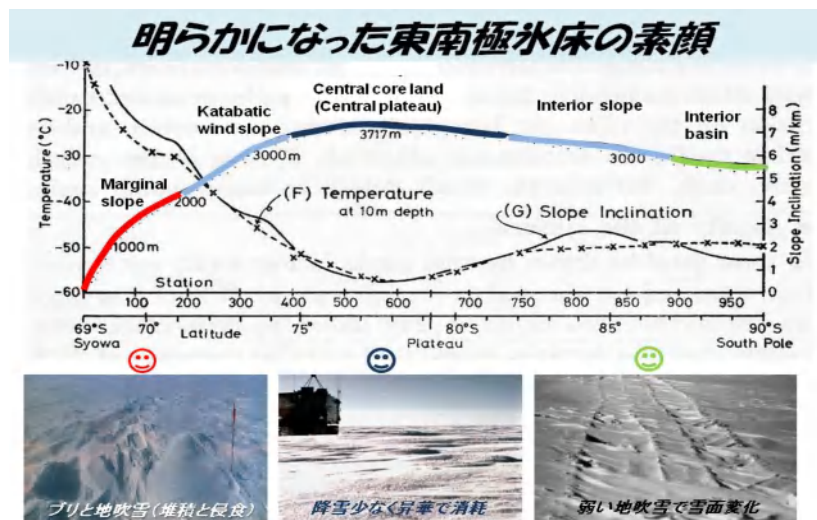 明らかになった東南極氷床の素顔
-10
-20
-30
-40
-50
-60
Temperature (°C)
Marginal
slope
1000m
2000
Katabatic
wind slope
3000m
Central core land
(Central plateau)
3717m
Interior slope
3000
Interior
basin
8
7
6
5
4
3
2
1
0
Slope Inclination (m/km)
(F) Temperature
at 10m depth
(G) Slope Inclination
Station
0 100 200 300 400 500 600 700 750 800 850 900 950
69°S 70° 75° 80°S 85° 90°S
Syowa Latitude Plateau South Pole
ブリと地吹雪(堆積と侵食)
降雪少なく昇華で消耗
弱い地吹雪で雪面変化